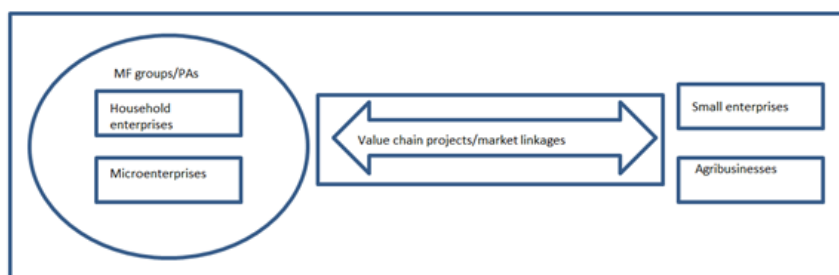 MF groups/PAs
Household
enterprises
Microenterprises
Value chain projects/market linkages
Small enterprises
Agribusinesses